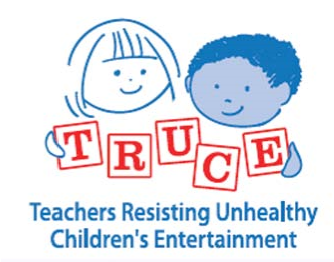 TRUCE
Teachers Resisting Unhealthy
Children's Entertainment